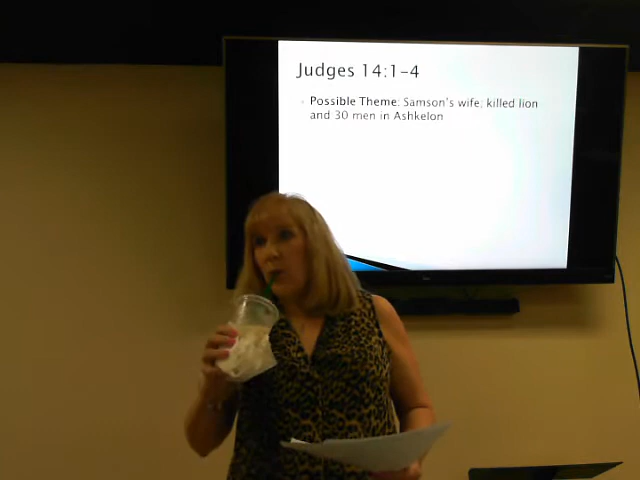 Judges 14:1-4
Possible Theme: Samson's wife; killed lion
and 30 men in Ashkelon